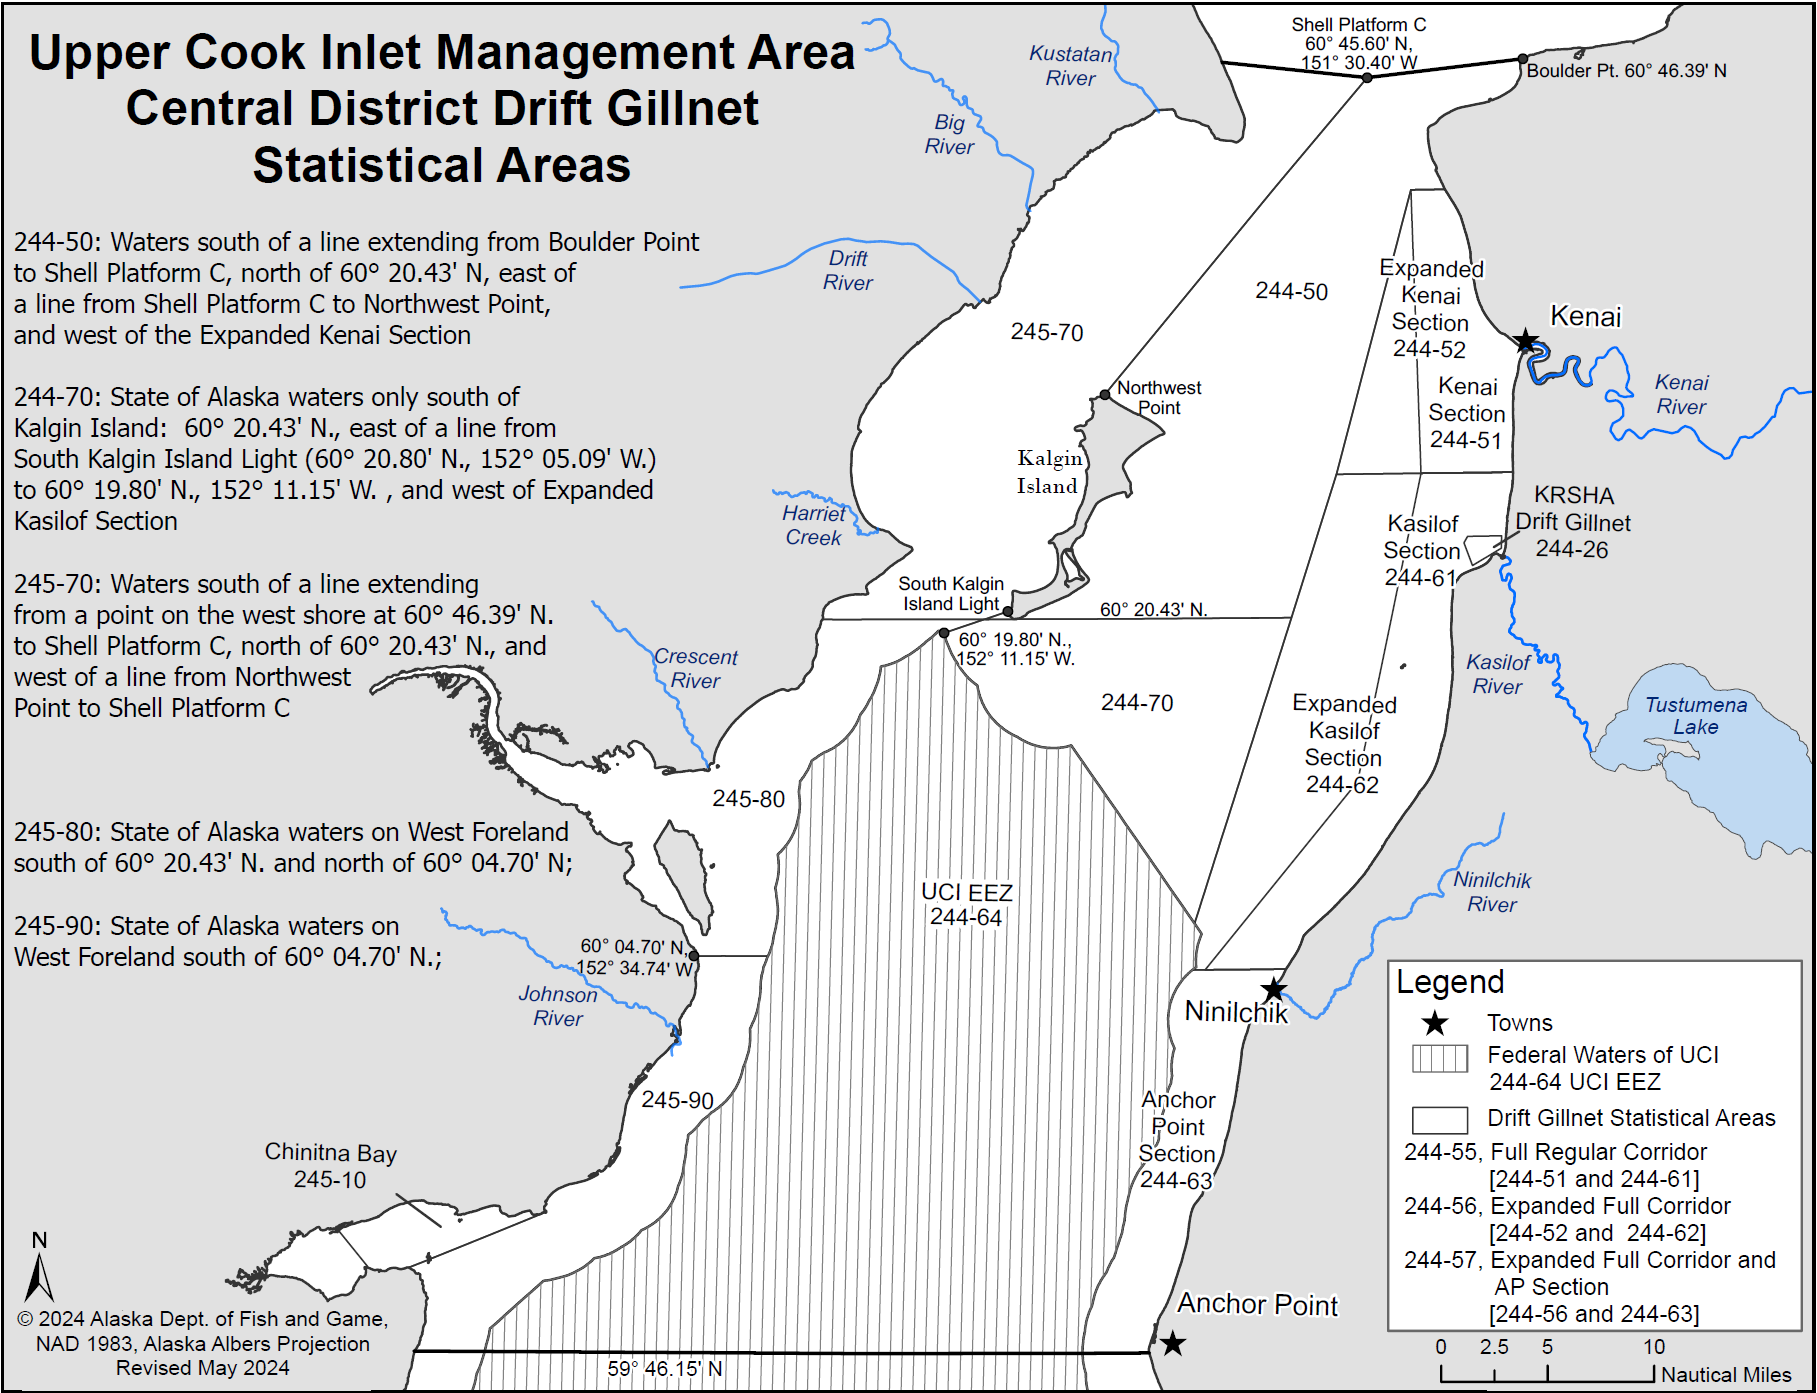 Upper Cook Inlet Management Area
Central District Drift Gillnet
Statistical Areas
244-50: Waters south of a line extending from Boulder Point
to Shell Platform C, north of 60° 20.43' N, east of
a line from Shell Platform C to Northwest Point,
and west of the Expanded Kenai Section
244-70: State of Alaska waters only south of
Kalgin Island:  60° 20.43' N., east of a line from
South Kalgin Island Light (60° 20.80' N., 152° 05.09' W.)
to 60° 19.80' N., 152° 11.15' W. , and west of Expanded
Kasilof Section
245-70: Waters south of a line extending
from a point on the west shore at 60° 46.39' N.
to Shell Platform C, north of 60° 20.43' N., and
west of a line from Northwest
Point to Shell Platform C
245-80: State of Alaska waters on West Foreland
south of 60° 20.43' N. and north of 60° 04.70' N;
245-90: State of Alaska waters on
West Foreland south of 60° 04.70' N.;
Shell Platform C
60° 45.60' N,
151° 30.40' W
Boulder Pt. 60° 46.39' N
Kustatan
River
Big
River
Drift
River
245-70
244-50
Expanded
Kenai
Section
244-52
Kenai
Kenai
Section
244-51
Kenai
River
Northwest
Point
Kalgin
Island
Harriet
Creek
KRSHA
Drift Gillnet
244-26
Kasilof
Section
244-61
South Kalgin
Island Light
60° 20.43' N.
60° 19.80' N.,
152° 11.15' W.
Crescent
River
Kasilof
River
Tustumena
Lake
244-70
Expanded
Kasilof
Section
244-62
245-80
UCI EEZ
244-64
Ninilchik
River
60° 04.70' N,
152° 34.74' W
Johnson
River
Ninilchik
245-90
Anchor
Point
Section
244-63
Chinitna Bay
245-10
Anchor Point
59° 46.15' N
N
© 2024 Alaska Dept. of Fish and Game,
NAD 1983, Alaska Albers Projection
Revised May 2024
Legend
Towns
Federal Waters of UCI
244-64 UCI EEZ
Drift Gillnet Statistical Areas
244-55, Full Regular Corridor
[244-51 and 244-61]
244-56, Expanded Full Corridor
[244-52 and  244-62]
244-57, Expanded Full Corridor and
AP Section
[244-56 and 244-63]
0 2.5 5 10
Nautical Miles